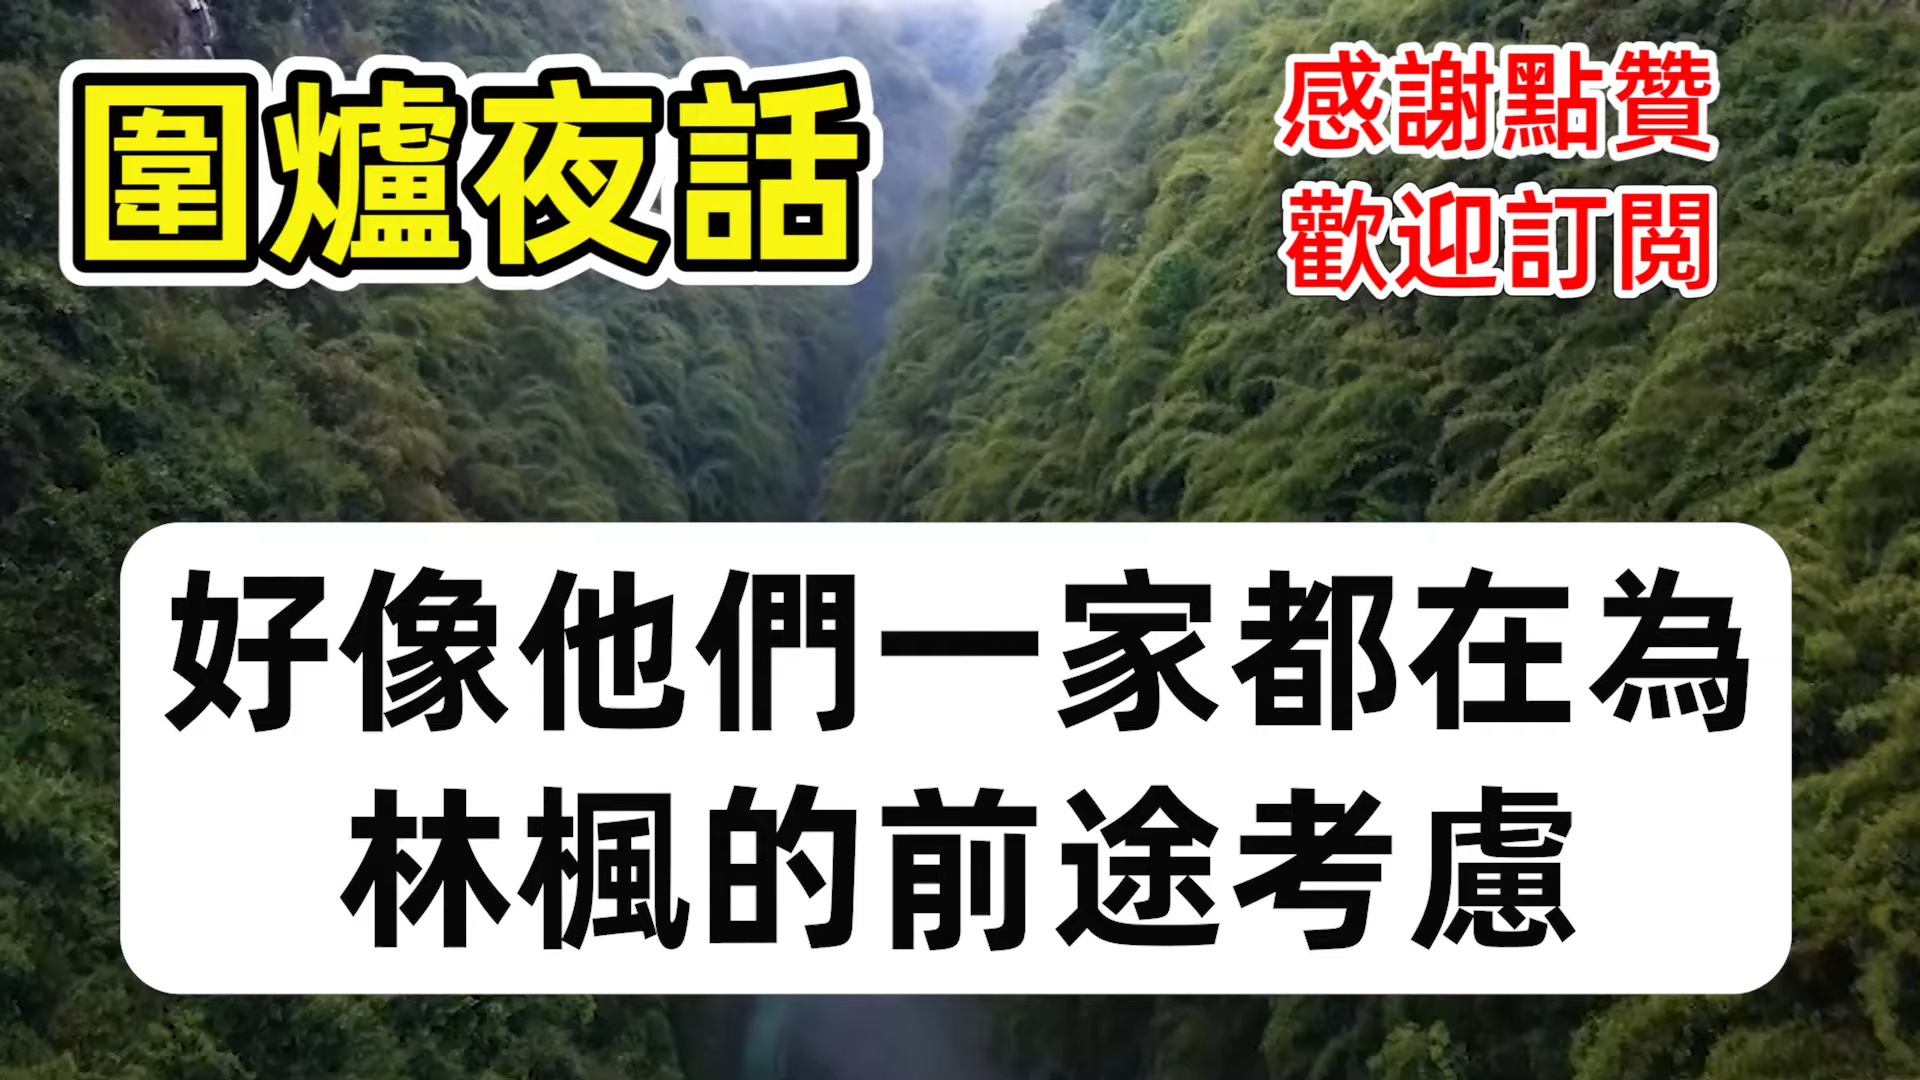 圍爐夜話
感謝點贊
歡迎訂閱
好像他們一家都在為
林楓的前途考慮